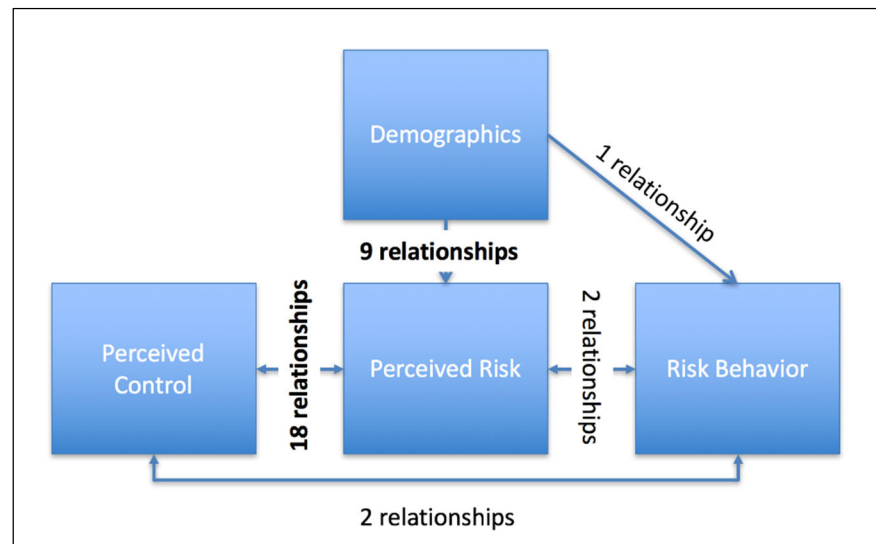 Demographics
1 relationship
9 relationships
Perceived
Control
18 relationships
Perceived Risk
2 relationships
Risk Behavior
2 relationships